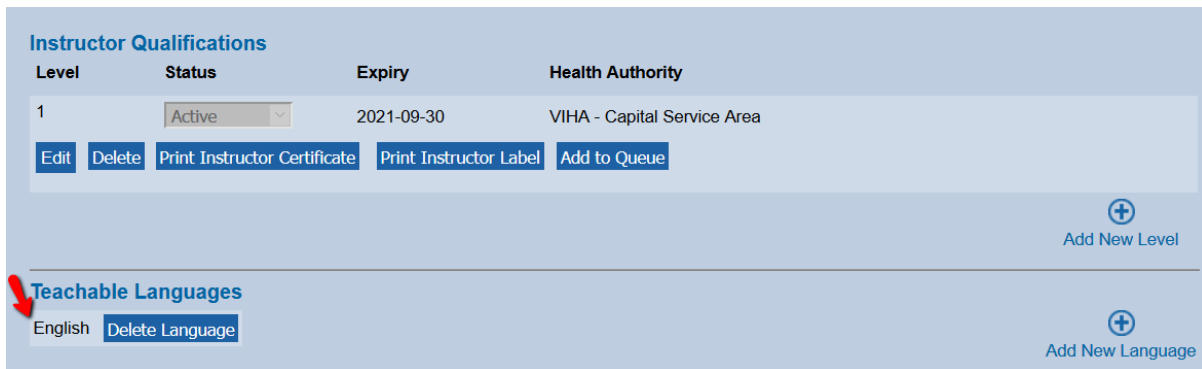 Instructor Qualifications
Level Status Expiry Health Authority
1 Active 2021-09-30 VIHA - Capital Service Area
Edit Delete Print Instructor Certificate Print Instructor Label Add to Queue
Add New Level
Teachable Languages
English Delete Language
Add New Language